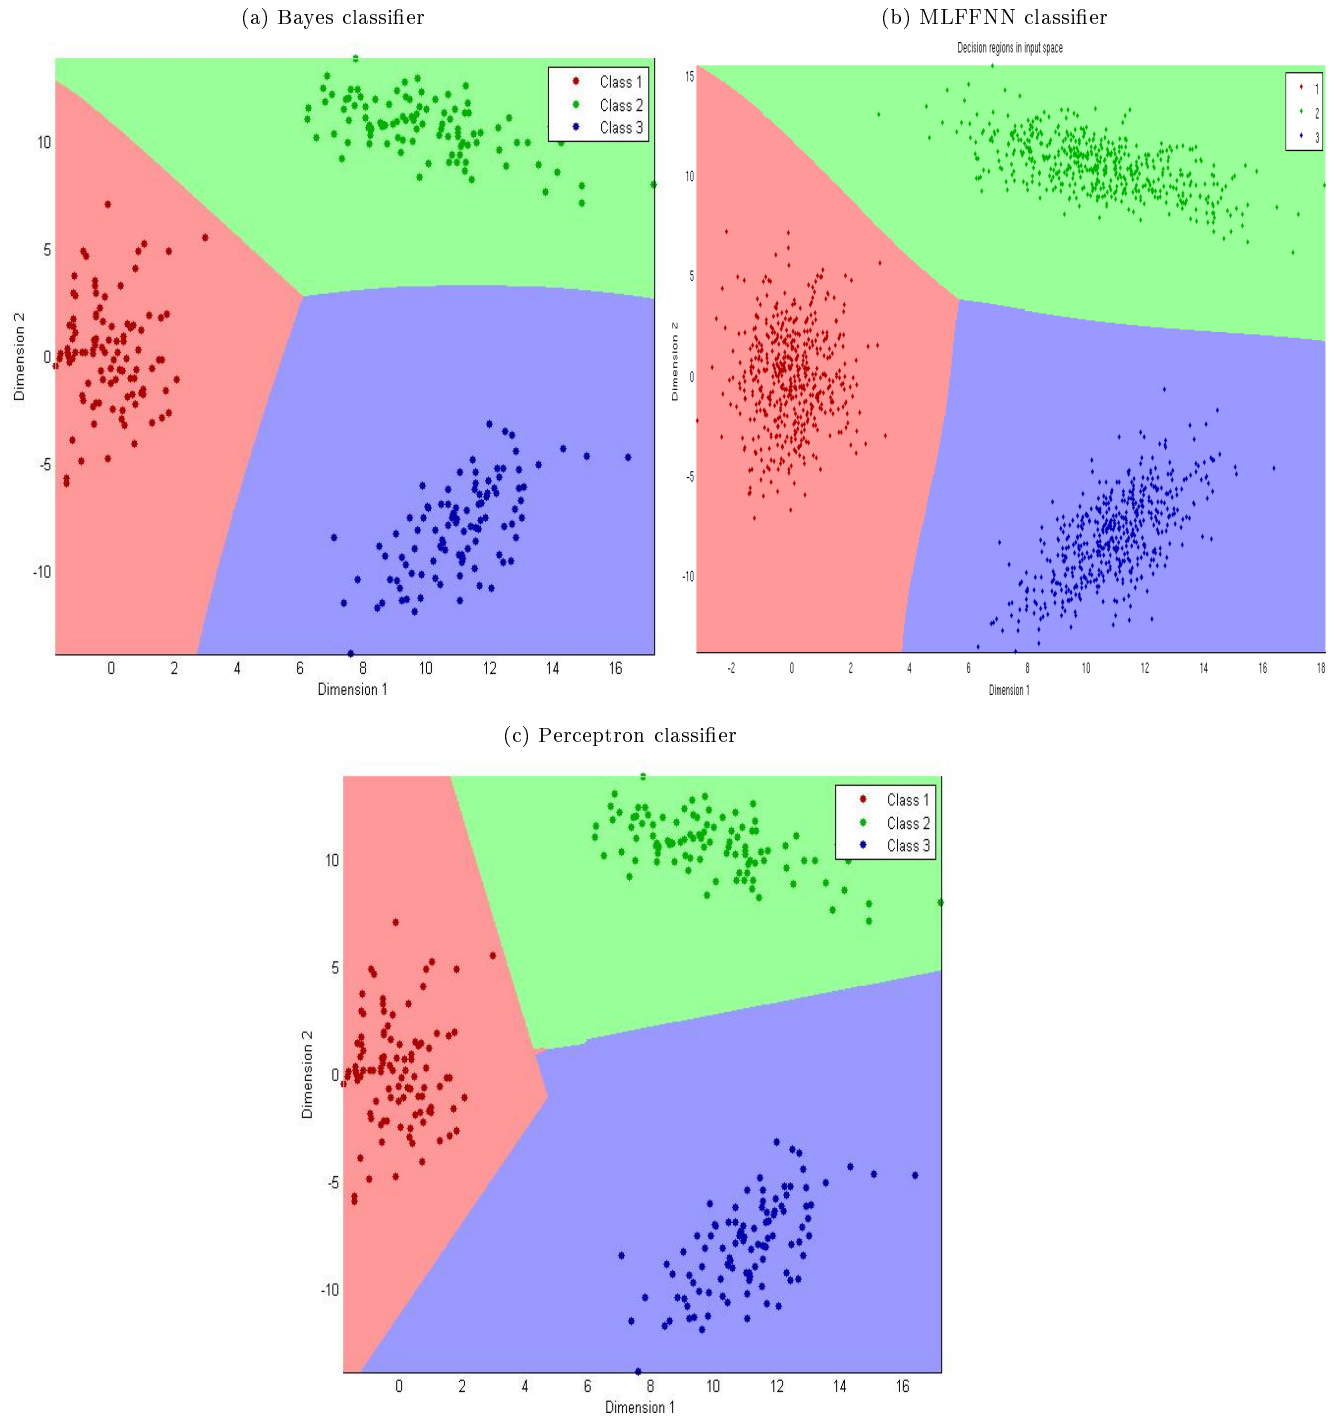 (a) Bayes classifier
Class 1
Class 2
Class 3
10
5
0
-5
-10
Dimension 2
0 2 4 6 8 10 12 14 16
Dimension 1
(b) MLFFNN classifier
Decision regions in input space
1
2
3
15
10
5
0
-5
-10
Dimension 2
-2 0 2 4 6 8 10 12 14 16 18
Dimension 1
(c) Perceptron classifier
Class 1
Class 2
Class 3
10
5
0
-5
-10
Dimension 2
0 2 4 6 8 10 12 14 16
Dimension 1